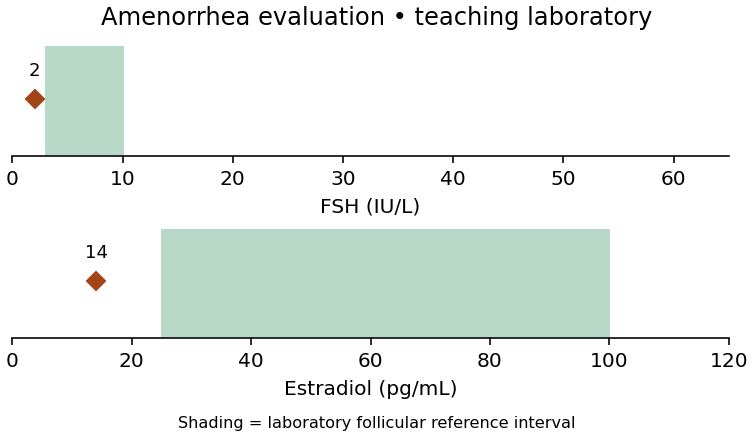 Amenorrhea evaluation • teaching laboratory
2
0 10 20 30 40 50 60
FSH (IU/L)
14
0 20 40 60 80 100 120
Estradiol (pg/mL)
Shading = laboratory follicular reference interval